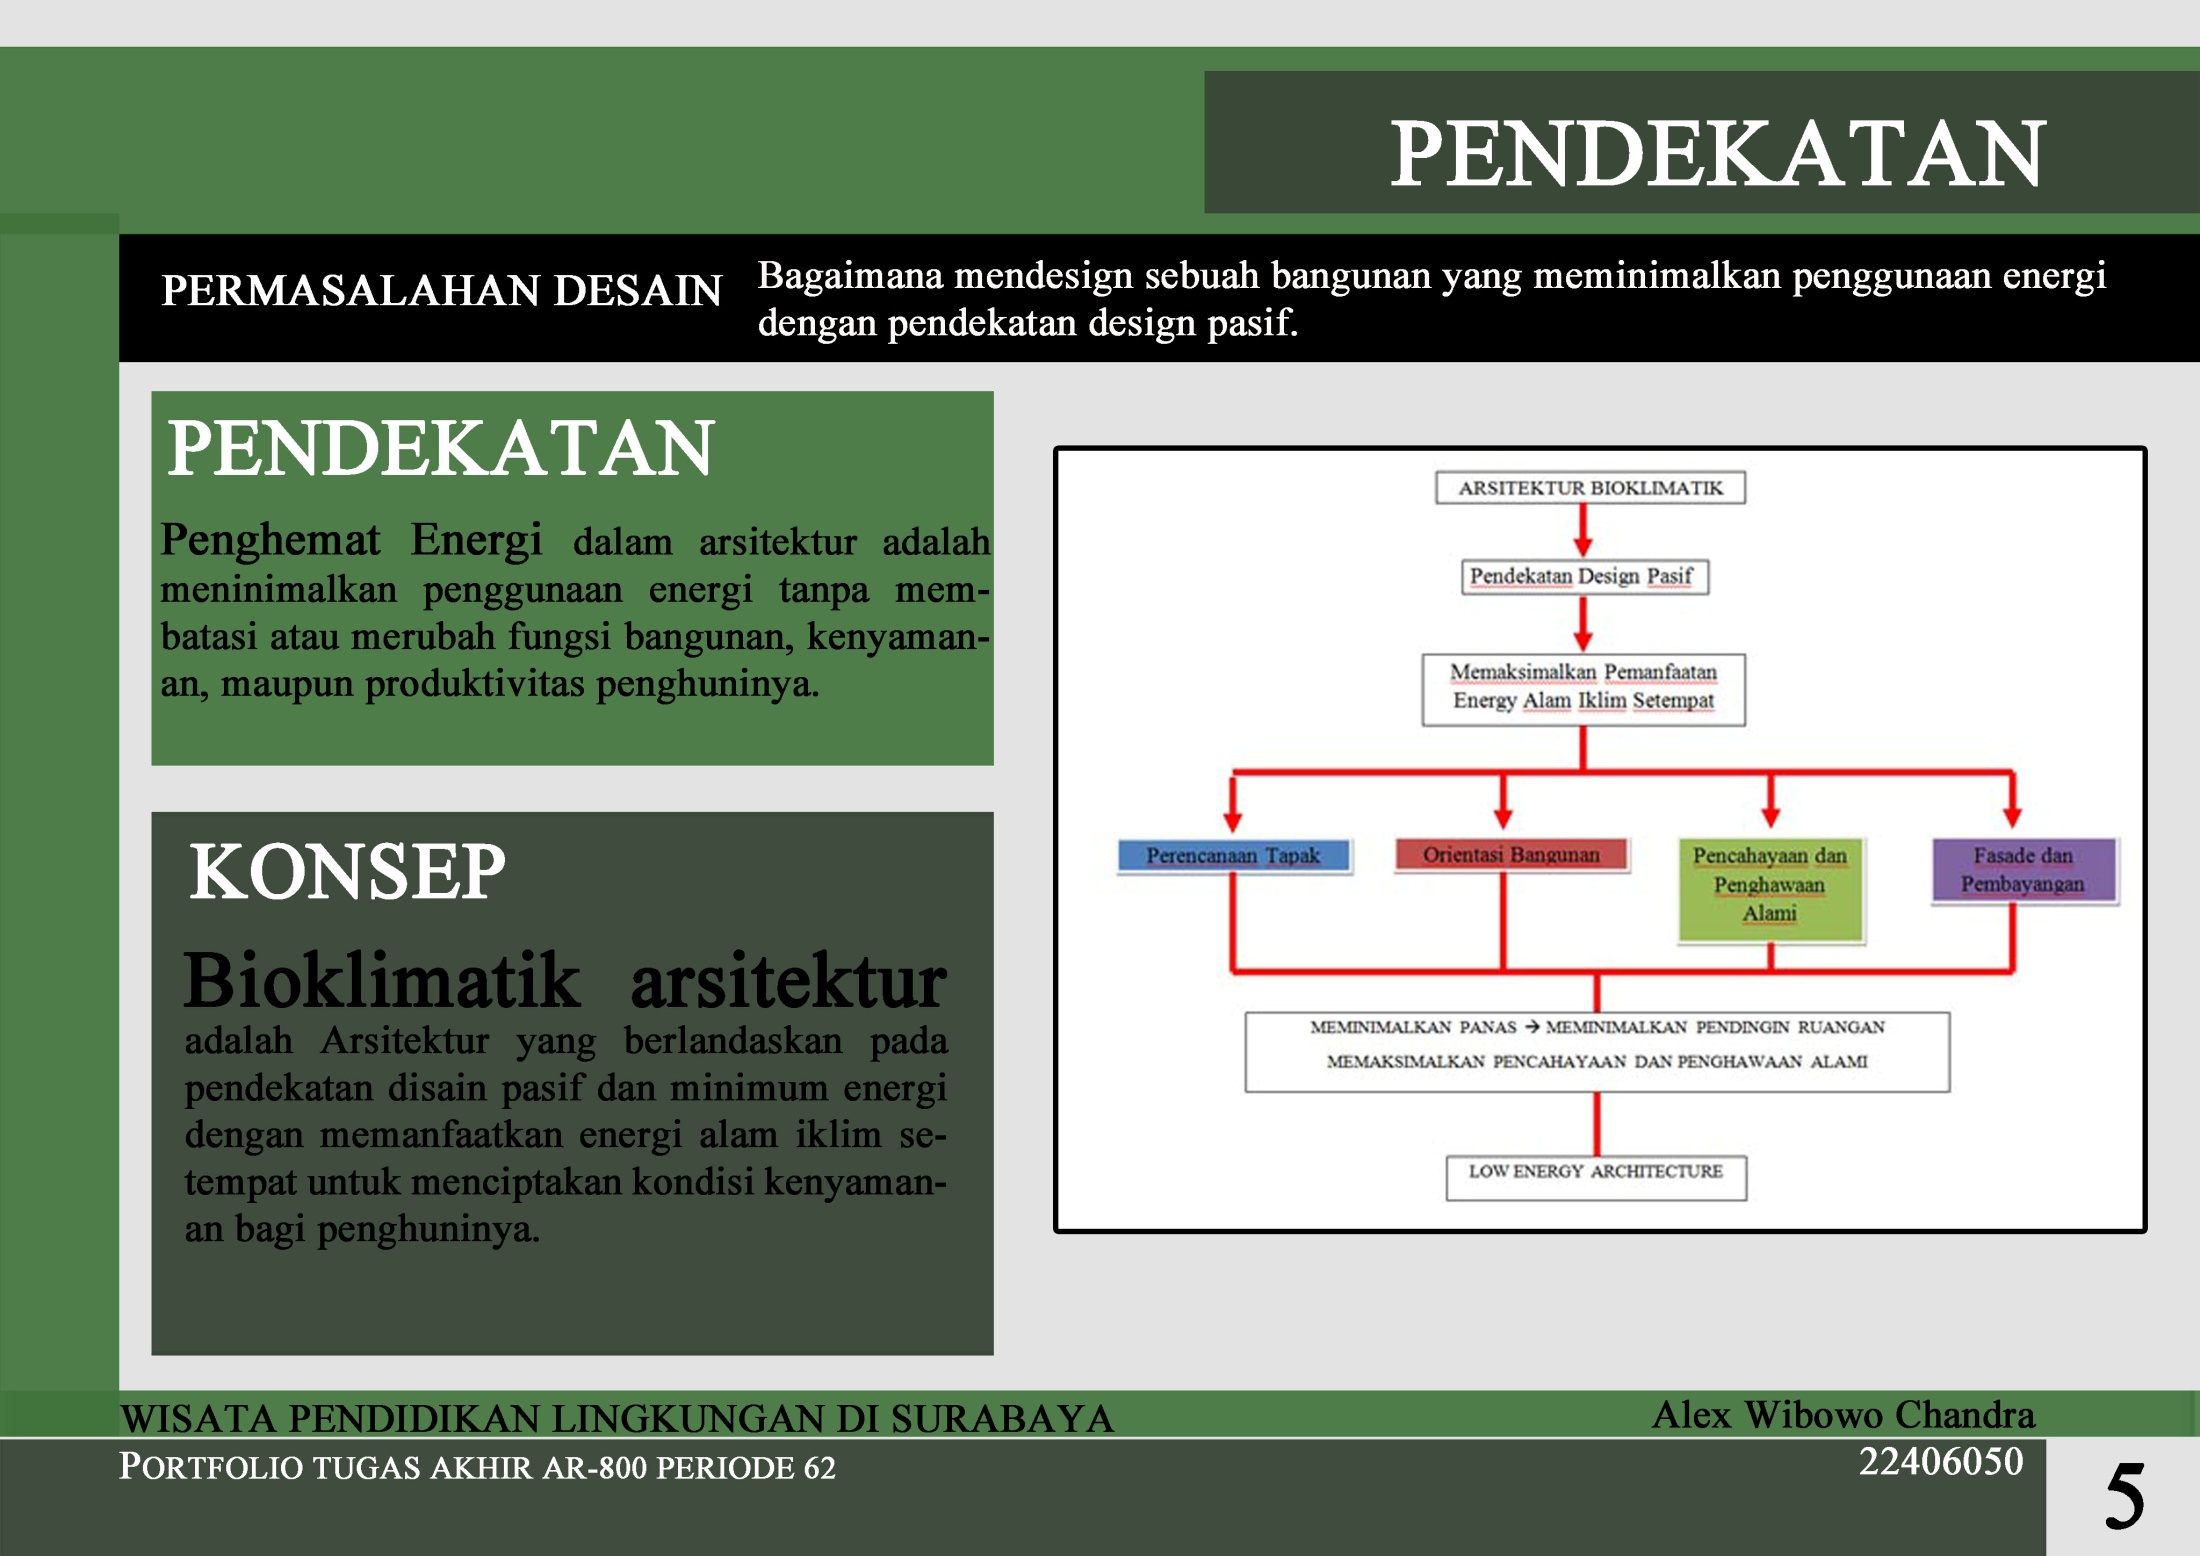 PENDEKATAN
PERMASALAHAN DESAIN
Bagaimana mendesign sebuah bangunan yang meminimalkan penggunaan energi
dengan pendekatan design pasif.
PENDEKATAN
Penghemat Energi dalam arsitektur adalah
meninimalkan penggunaan energi tanpa mem-
batasi atau merubah fungsi bangunan, kenyaman-
an, maupun produktivitas penghuninya.
KONSEP
Bioklimatik arsitektur
adalah Arsitektur yang berlandaskan pada
pendekatan disain pasif dan minimum energi
dengan memanfaatkan energi alam iklim se-
tempat untuk menciptakan kondisi kenyaman-
an bagi penghuninya.
ARSITEKTUR BIOKLIMATIK
Pendekatan Design Pasif
Memaksimalkan Pemanfaatan
Energy Alam Iklim Setempat
Perencanaan Tapak
Orientasi Bangunan
Pencahayaan dan
Penghawaan
Alami
Fasade dan
Pembayangan
MEMINIMALKAN PANAS → MEMINIMALKAN PENDINGIN RUANGAN
MEMAKSIMALKAN PENCAHAYAAN DAN PENGHAWAAN ALAMI
LOW ENERGY ARCHITECTURE
WISATA PENDIDIKAN LINGKUNGAN DI SURABAYA
PORTFOLIO TUGAS AKHIR AR-800 PERIODE 62
Alex Wibowo Chandra
22406050
5